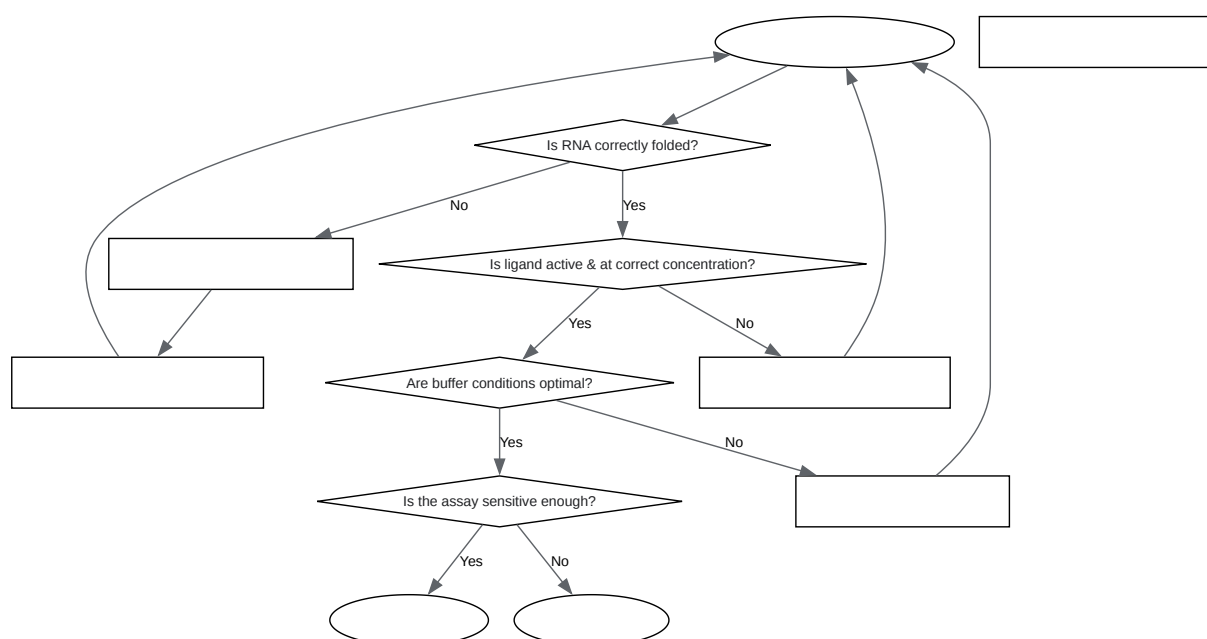 Is RNA correctly folded?
No
Yes
Is ligand active & at correct concentration?
Yes
No
Are buffer conditions optimal?
Yes
No
Is the assay sensitive enough?
Yes
No